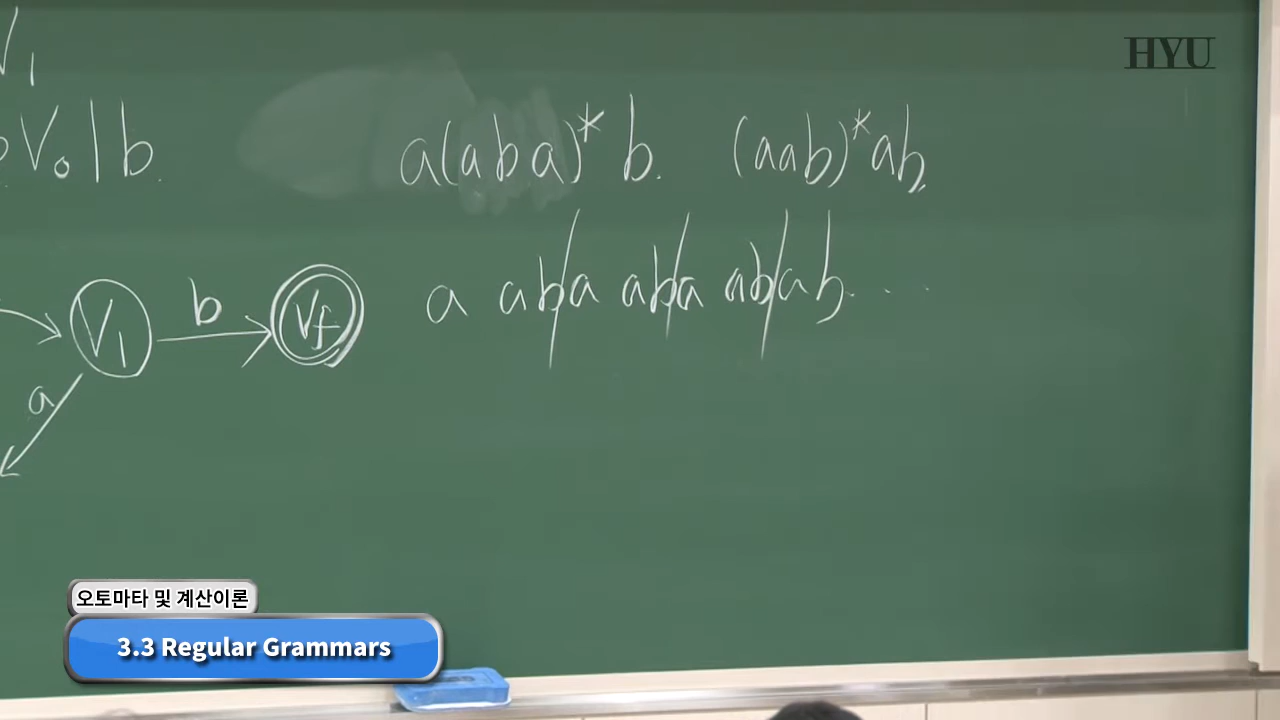 HYU
V₁
V₀ | b.
a(aba)* b. (aab)* ab.
a ab/a ab/a ab/ab. ...
V₁ b Vf
a
오토마타 및 계산이론
3.3 Regular Grammars